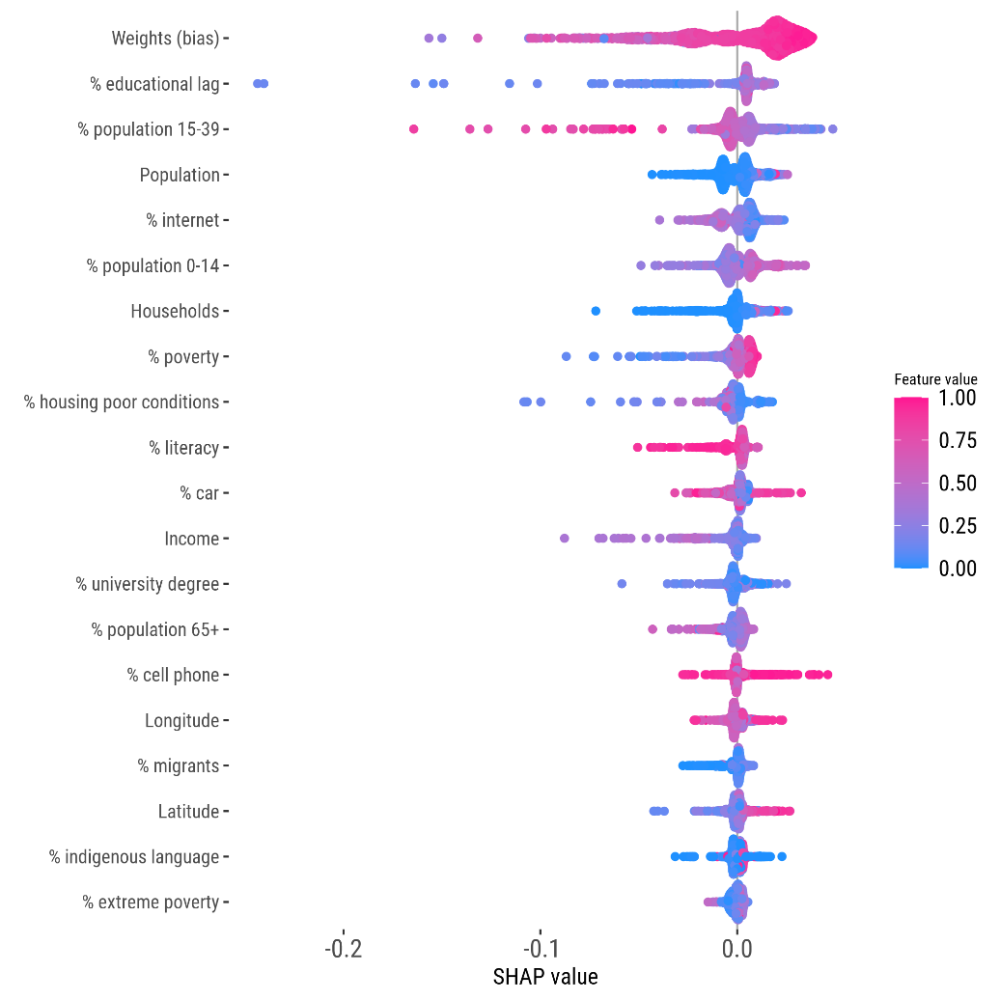 Weights (bias)
% educational lag
% population 15-39
Population
% internet
% population 0-14
Households
% poverty
% housing poor conditions
% literacy
% car
Income
% university degree
% population 65+
% cell phone
Longitude
% migrants
Latitude
% indigenous language
% extreme poverty
-0.2
-0.1
0.0
SHAP value
Feature value
1.00
0.75
0.50
0.25
0.00